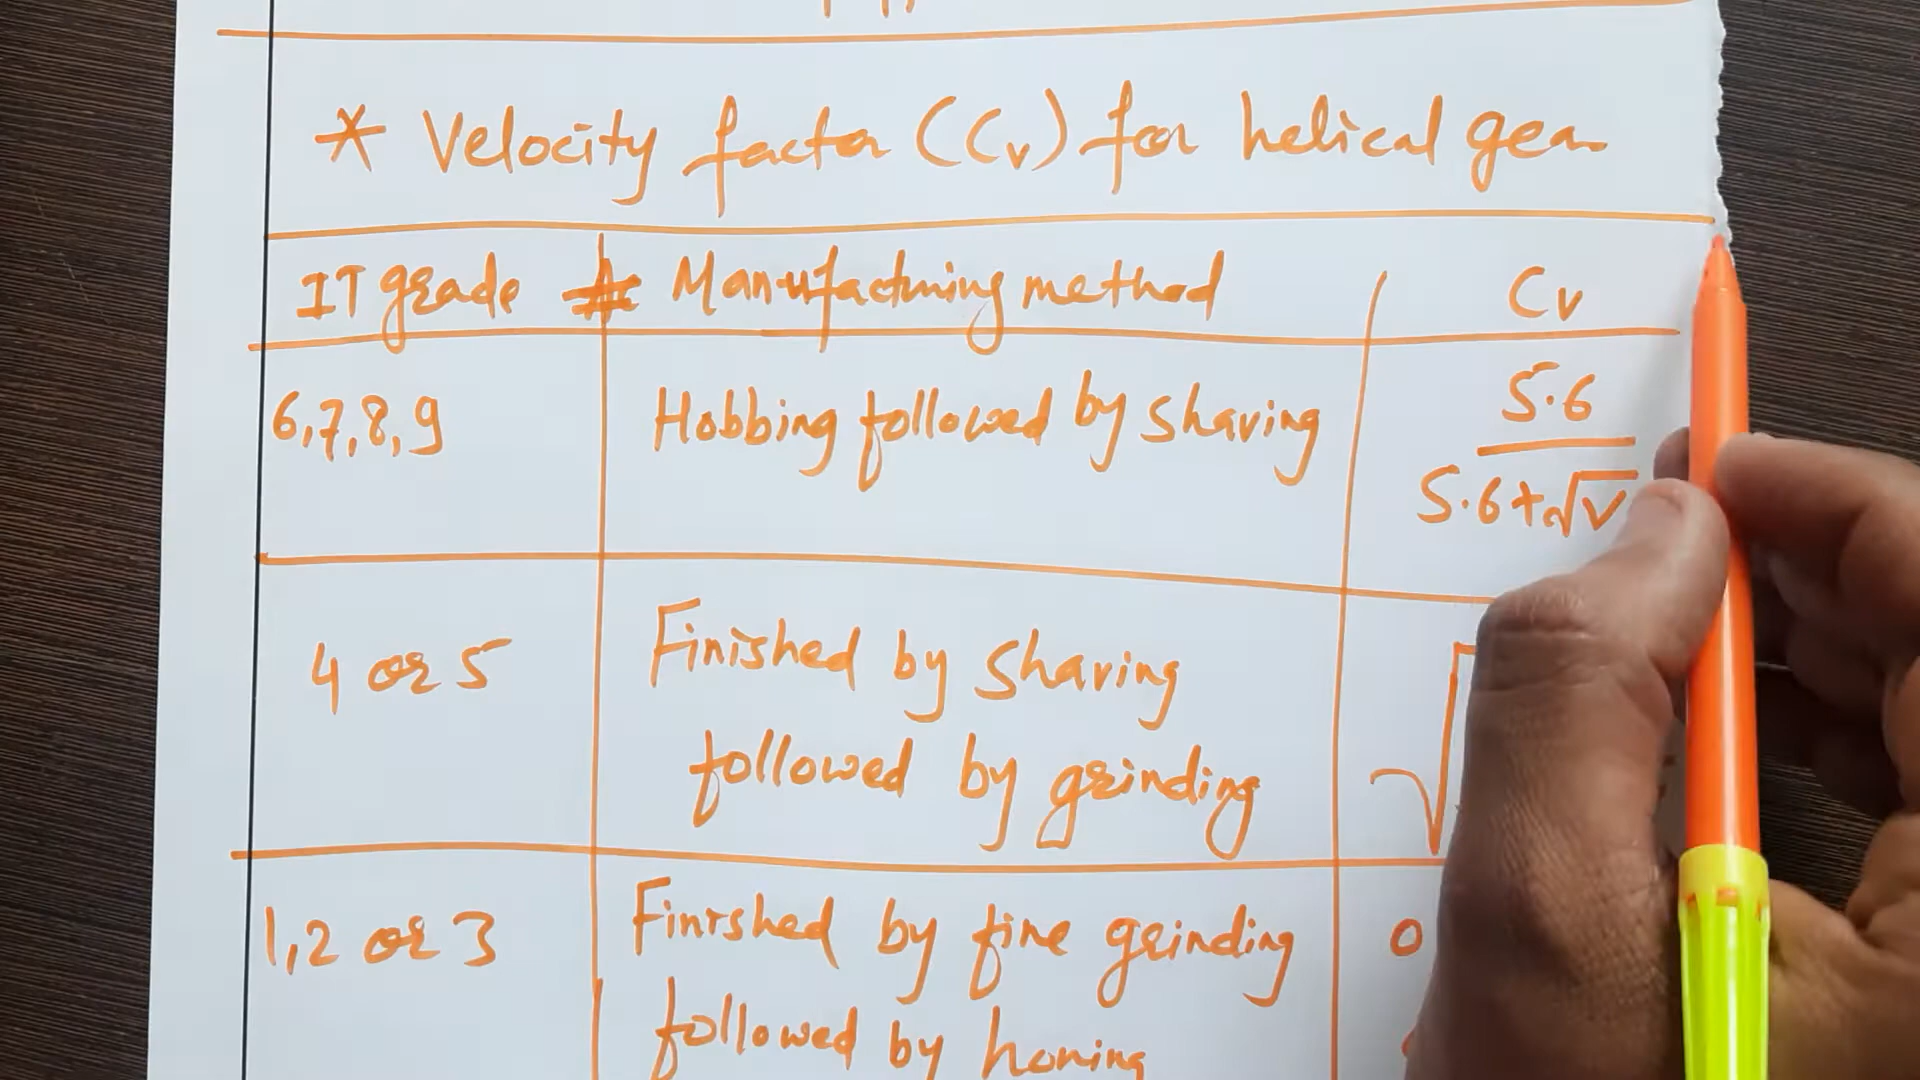 * Velocity factor (Cv) for helical gear
IT grade Manufacturing method Cv
6,7,8,9 Hobbing followed by shaving 5.6
5.6+√V
4 or 5 Finished by shaving
followed by grinding √
1,2 or 3 Finished by fine grinding 0
followed by honing